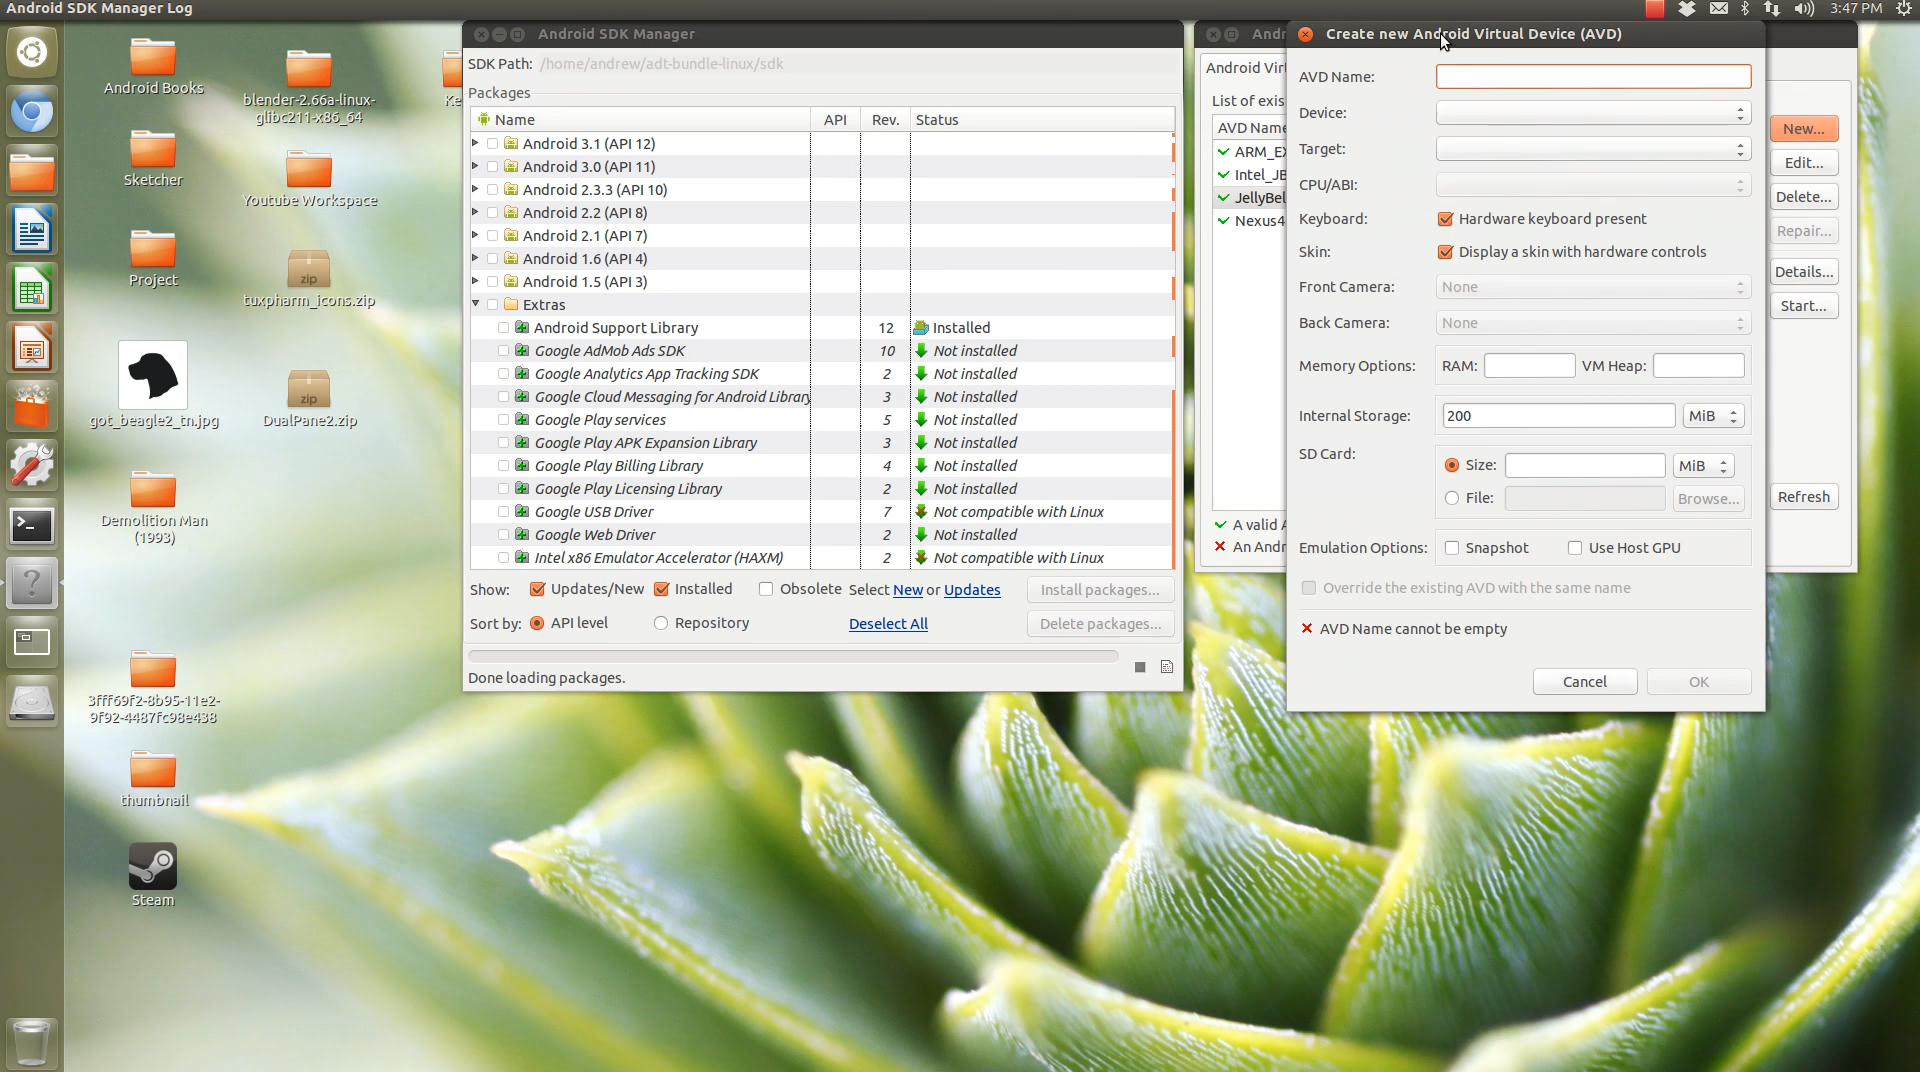 Android SDK Manager Log
3:47 PM
Android Books
blender-2.66a-linux-
glibc211-x86_64
Ke
Sketcher
Youtube Workspace
Project
zip
tuxpharm_icons.zip
got_beagle2_tn.jpg
zip
DualPane2.zip
Demolition Man
(1993)
3fff69f2-8b95-11e2-
9f92-4487fc98e438
thumbnail
Steam
Android SDK Manager
SDK Path: /home/andrew/adt-bundle-linux/sdk
Packages
Name API Rev. Status
Android 3.1 (API 12)
Android 3.0 (API 11)
Android 2.3.3 (API 10)
Android 2.2 (API 8)
Android 2.1 (API 7)
Android 1.6 (API 4)
Android 1.5 (API 3)
Extras
Android Support Library 12 Installed
Google AdMob Ads SDK 10 Not installed
Google Analytics App Tracking SDK 2 Not installed
Google Cloud Messaging for Android Library 3 Not installed
Google Play services 5 Not installed
Google Play APK Expansion Library 3 Not installed
Google Play Billing Library 4 Not installed
Google Play Licensing Library 2 Not installed
Google USB Driver 7 Not compatible with Linux
Google Web Driver 2 Not installed
Intel x86 Emulator Accelerator (HAXM) 2 Not compatible with Linux
Show: Updates/New Installed Obsolete Select New or Updates Install packages...
Sort by: API level Repository Deselect All Delete packages...
Done loading packages.
Andr
Android Virt
List of exis
AVD Name
ARM_EX
Intel_JB
JellyBel
Nexus4
A valid A
An Andr
New...
Edit...
Delete...
Repair...
Details...
Start...
Refresh
Create new Android Virtual Device (AVD)
AVD Name:
Device:
Target:
CPU/ABI:
Keyboard: Hardware keyboard present
Skin: Display a skin with hardware controls
Front Camera: None
Back Camera: None
Memory Options: RAM: VM Heap:
Internal Storage: 200 MiB
SD Card:
Size: MiB
File: Browse...
Emulation Options: Snapshot Use Host GPU
Override the existing AVD with the same name
AVD Name cannot be empty
Cancel OK